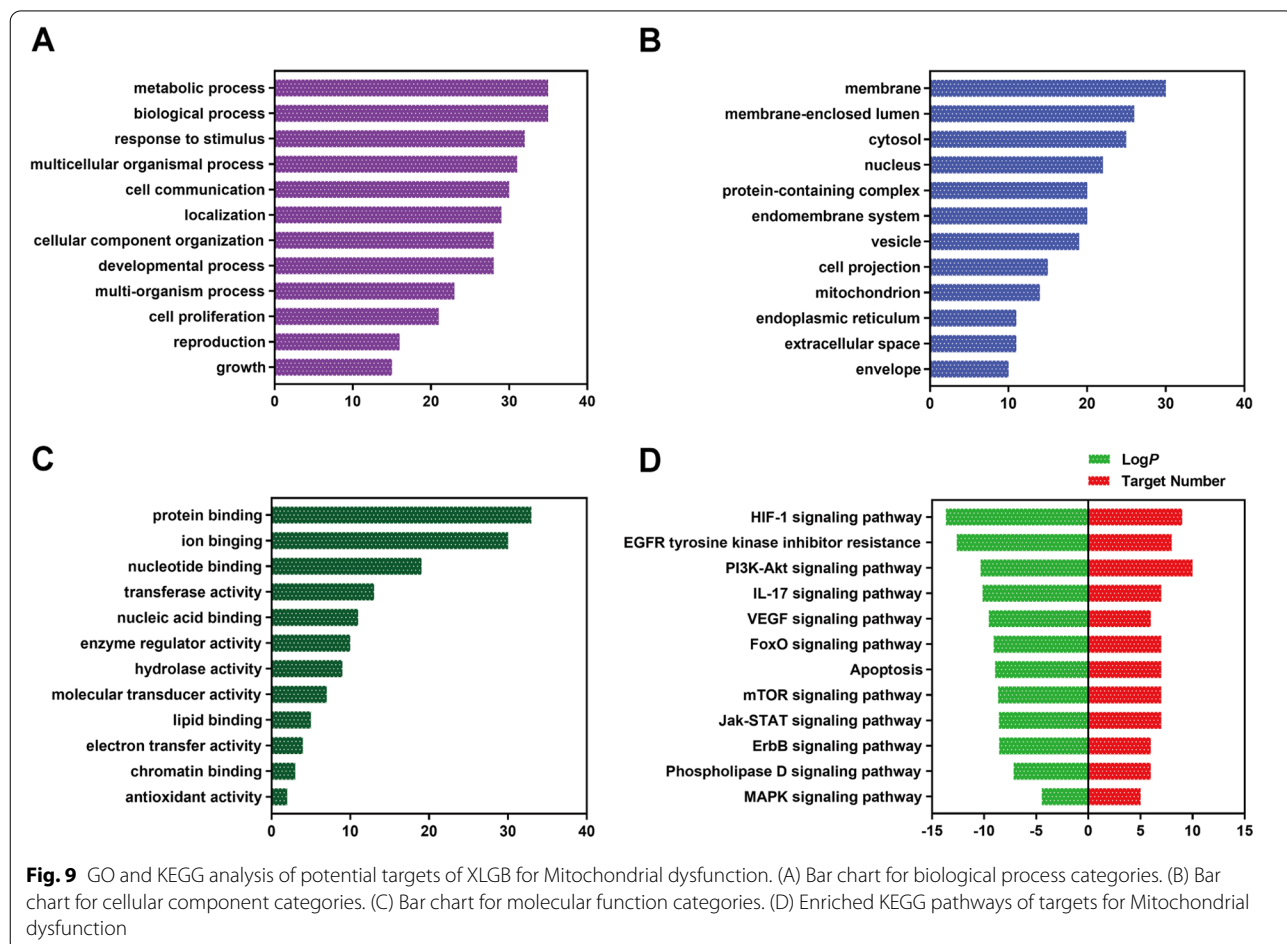 A
metabolic process
biological process
response to stimulus
multicellular organismal process
cell communication
localization
cellular component organization
developmental process
multi-organism process
cell proliferation
reproduction
growth
0 10 20 30 40
B
membrane
membrane-enclosed lumen
cytosol
nucleus
protein-containing complex
endomembrane system
vesicle
cell projection
mitochondrion
endoplasmic reticulum
extracellular space
envelope
0 10 20 30 40
C
protein binding
ion binging
nucleotide binding
transferase activity
nucleic acid binding
enzyme regulator activity
hydrolase activity
molecular transducer activity
lipid binding
electron transfer activity
chromatin binding
antioxidant activity
0 10 20 30 40
D
LogP
Target Number
HIF-1 signaling pathway
EGFR tyrosine kinase inhibitor resistance
PI3K-Akt signaling pathway
IL-17 signaling pathway
VEGF signaling pathway
FoxO signaling pathway
Apoptosis
mTOR signaling pathway
Jak-STAT signaling pathway
ErbB signaling pathway
Phospholipase D signaling pathway
MAPK signaling pathway
-15 -10 -5 0 5 10 15
Fig. 9 GO and KEGG analysis of potential targets of XLGB for Mitochondrial dysfunction. (A) Bar chart for biological process categories. (B) Bar
chart for cellular component categories. (C) Bar chart for molecular function categories. (D) Enriched KEGG pathways of targets for Mitochondrial
dysfunction